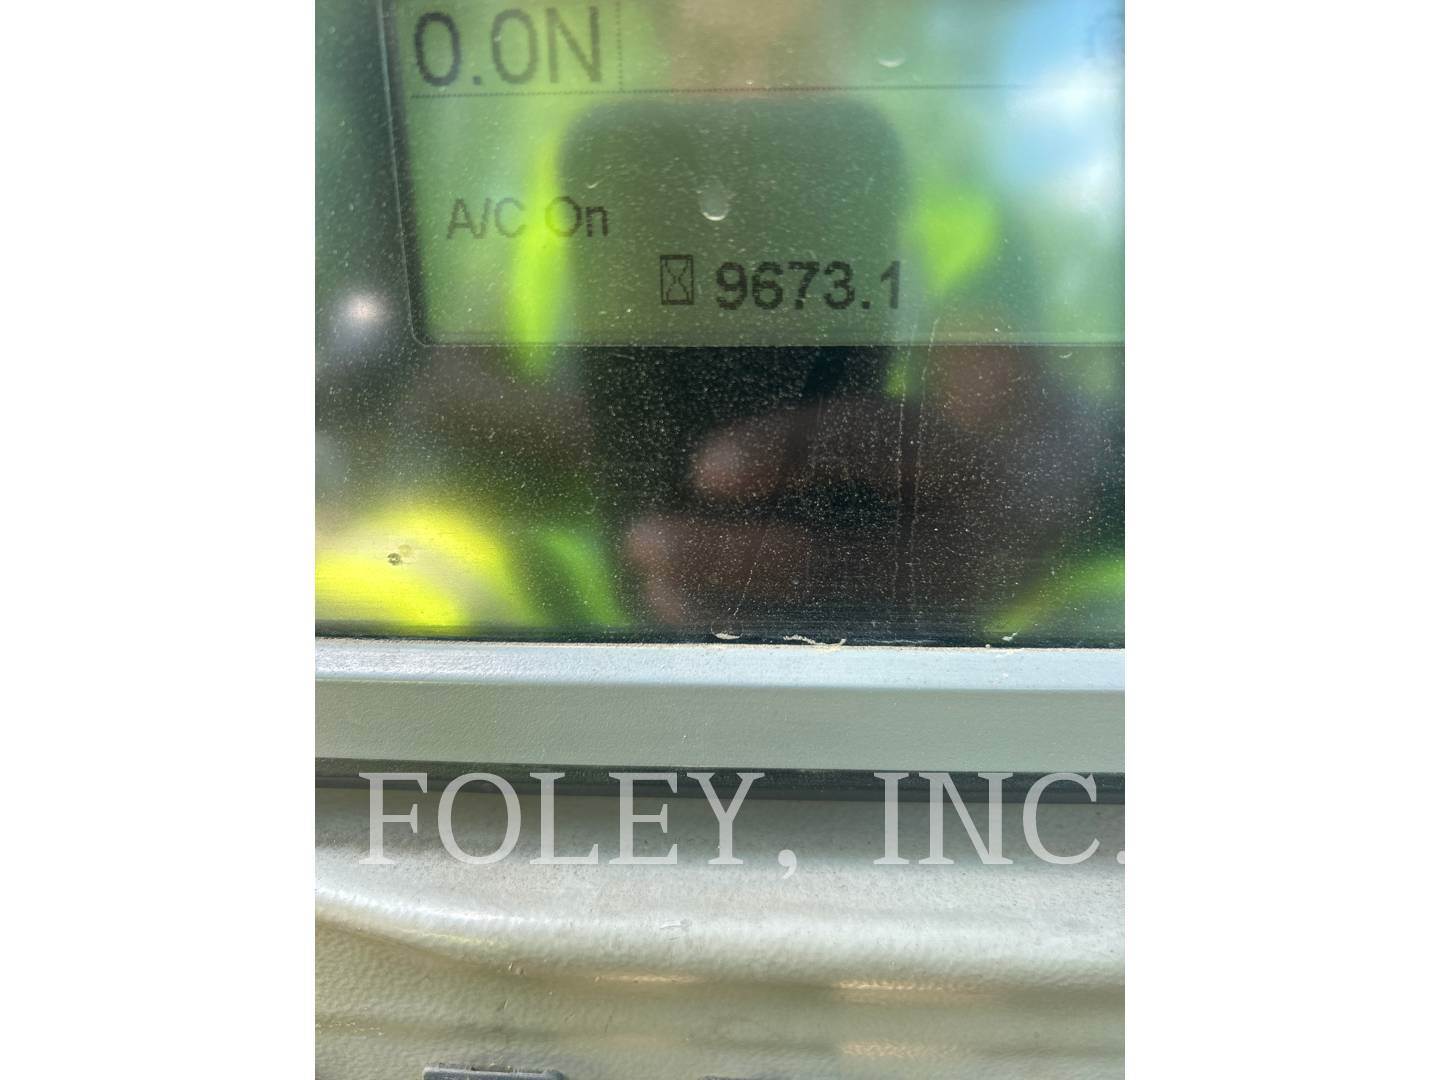 0.0N
A/C On
9673.1
FOLEY, INC.